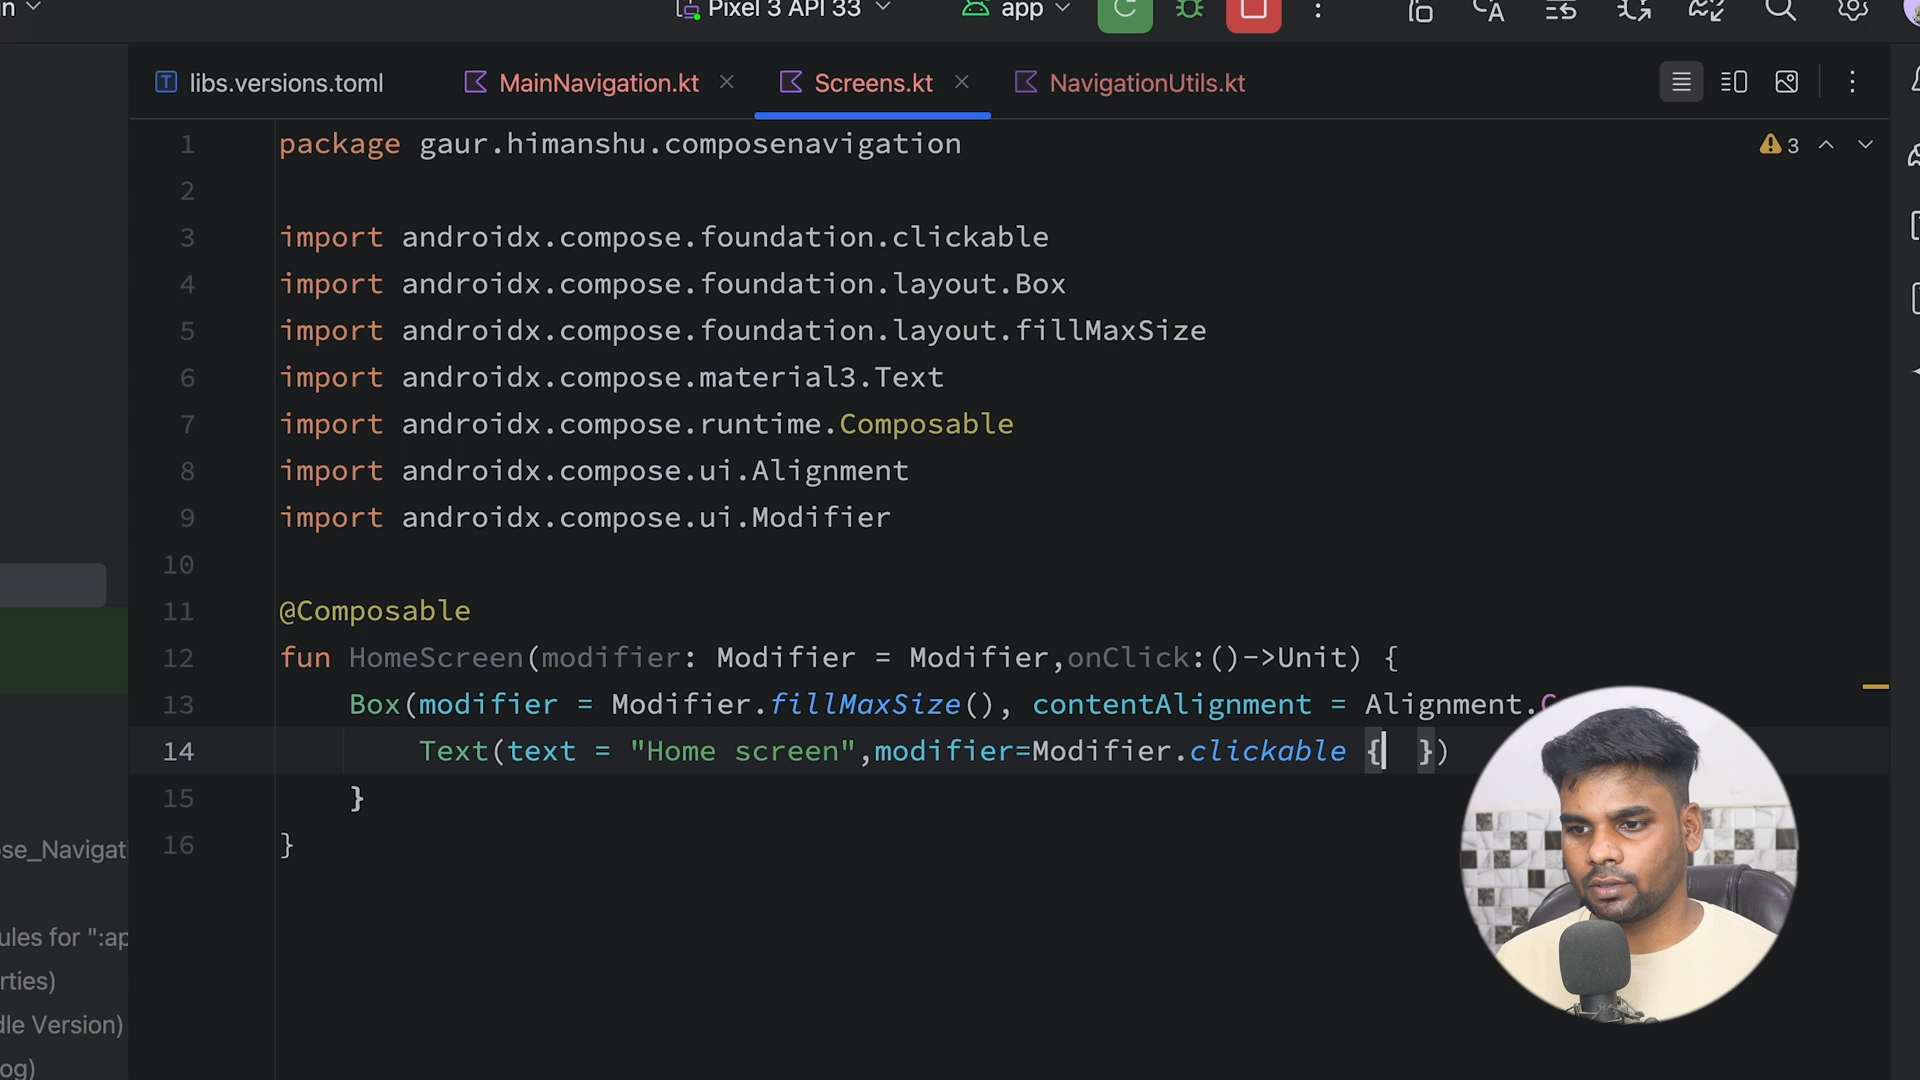 Pixel 3 API 33
app
libs.versions.toml
MainNavigation.kt
Screens.kt
NavigationUtils.kt
1 package gaur.himanshu.composenavigation
3
2
3 import androidx.compose.foundation.clickable
4 import androidx.compose.foundation.layout.Box
5 import androidx.compose.foundation.layout.fillMaxSize
6 import androidx.compose.material3.Text
7 import androidx.compose.runtime.Composable
8 import androidx.compose.ui.Alignment
9 import androidx.compose.ui.Modifier
10
11 @Composable
12 fun HomeScreen(modifier: Modifier = Modifier,onClick:()->Unit) {
13 Box(modifier = Modifier.fillMaxSize(), contentAlignment = Alignment.
14 Text(text = "Home screen",modifier=Modifier.clickable { })
15 }
16 }
se_Navigati
ules for ":ap
rties)
dle Version)
og)